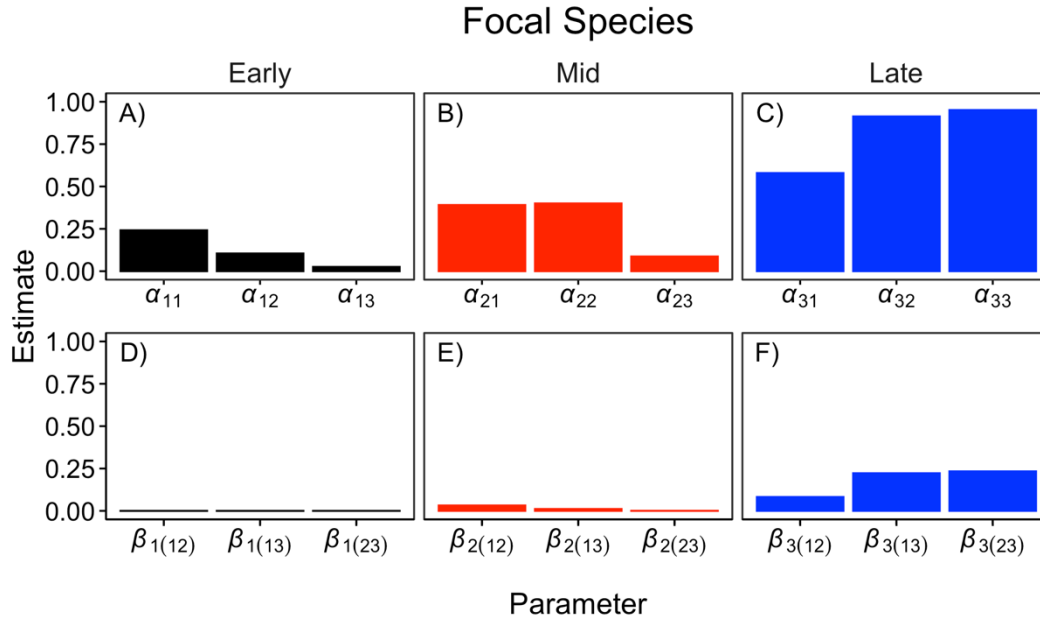 Focal Species
Early Mid Late
A) B) C)
1.00
0.75
0.50
0.25
0.00
α₁₁ α₁₂ α₁₃ α₂₁ α₂₂ α₂₃ α₃₁ α₃₂ α₃₃
Estimate
D) E) F)
1.00
0.75
0.50
0.25
0.00
β₁₍₁₂₎ β₁₍₁₃₎ β₁₍₂₃₎ β₂₍₁₂₎ β₂₍₁₃₎ β₂₍₂₃₎ β₃₍₁₂₎ β₃₍₁₃₎ β₃₍₂₃₎
Parameter